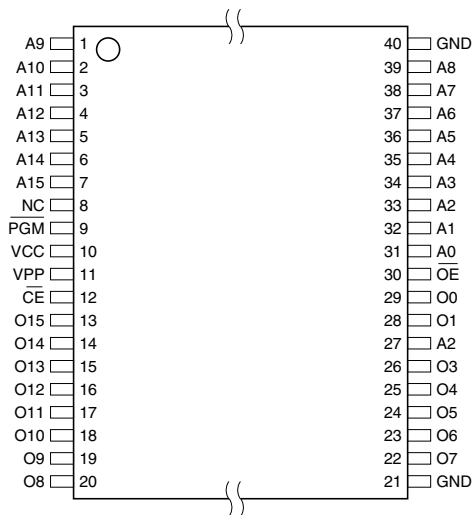 A9 1 40 GND
A10 2 39 A8
A11 3 38 A7
A12 4 37 A6
A13 5 36 A5
A14 6 35 A4
A15 7 34 A3
NC 8 33 A2
PGM 9 32 A1
VCC 10 31 A0
VPP 11 30 OE
CE 12 29 O0
O15 13 28 O1
O14 14 27 A2
O13 15 26 O3
O12 16 25 O4
O11 17 24 O5
O10 18 23 O6
O9 19 22 O7
O8 20 21 GND